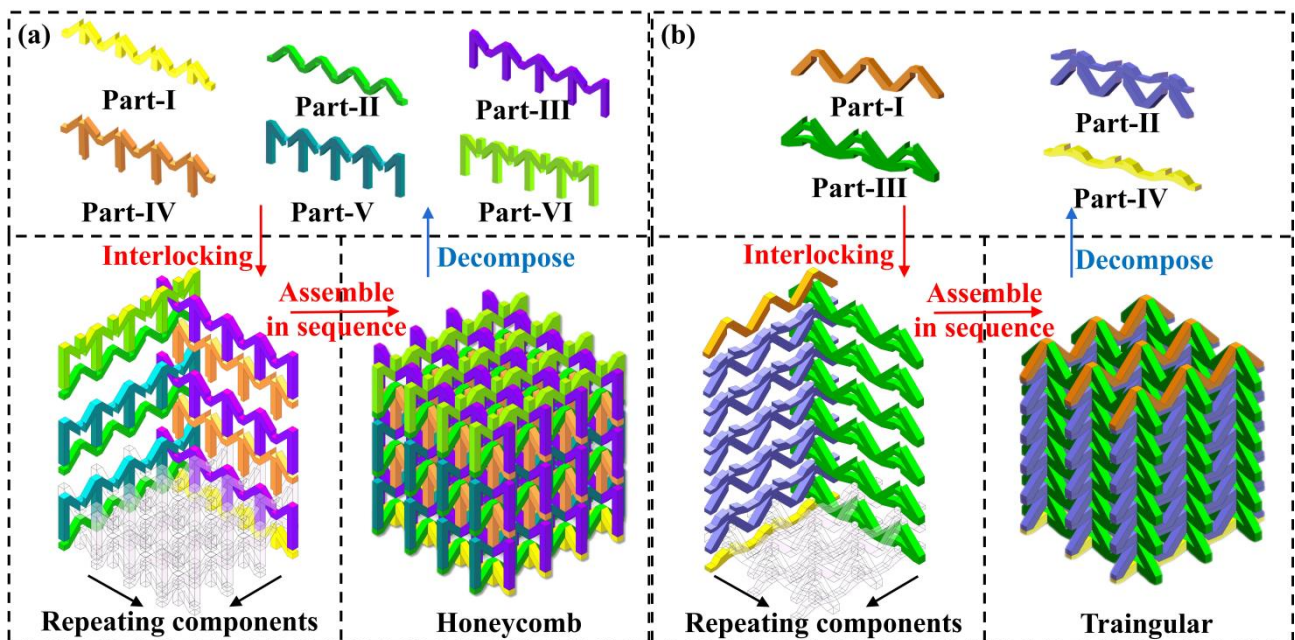 (a)
Part-I
Part-II
Part-III
Part-IV
Part-V
Part-VI
Interlocking
Decompose
Assemble
in sequence
Repeating components
Honeycomb
(b)
Part-I
Part-II
Part-III
Part-IV
Interlocking
Decompose
Assemble
in sequence
Repeating components
Traingular